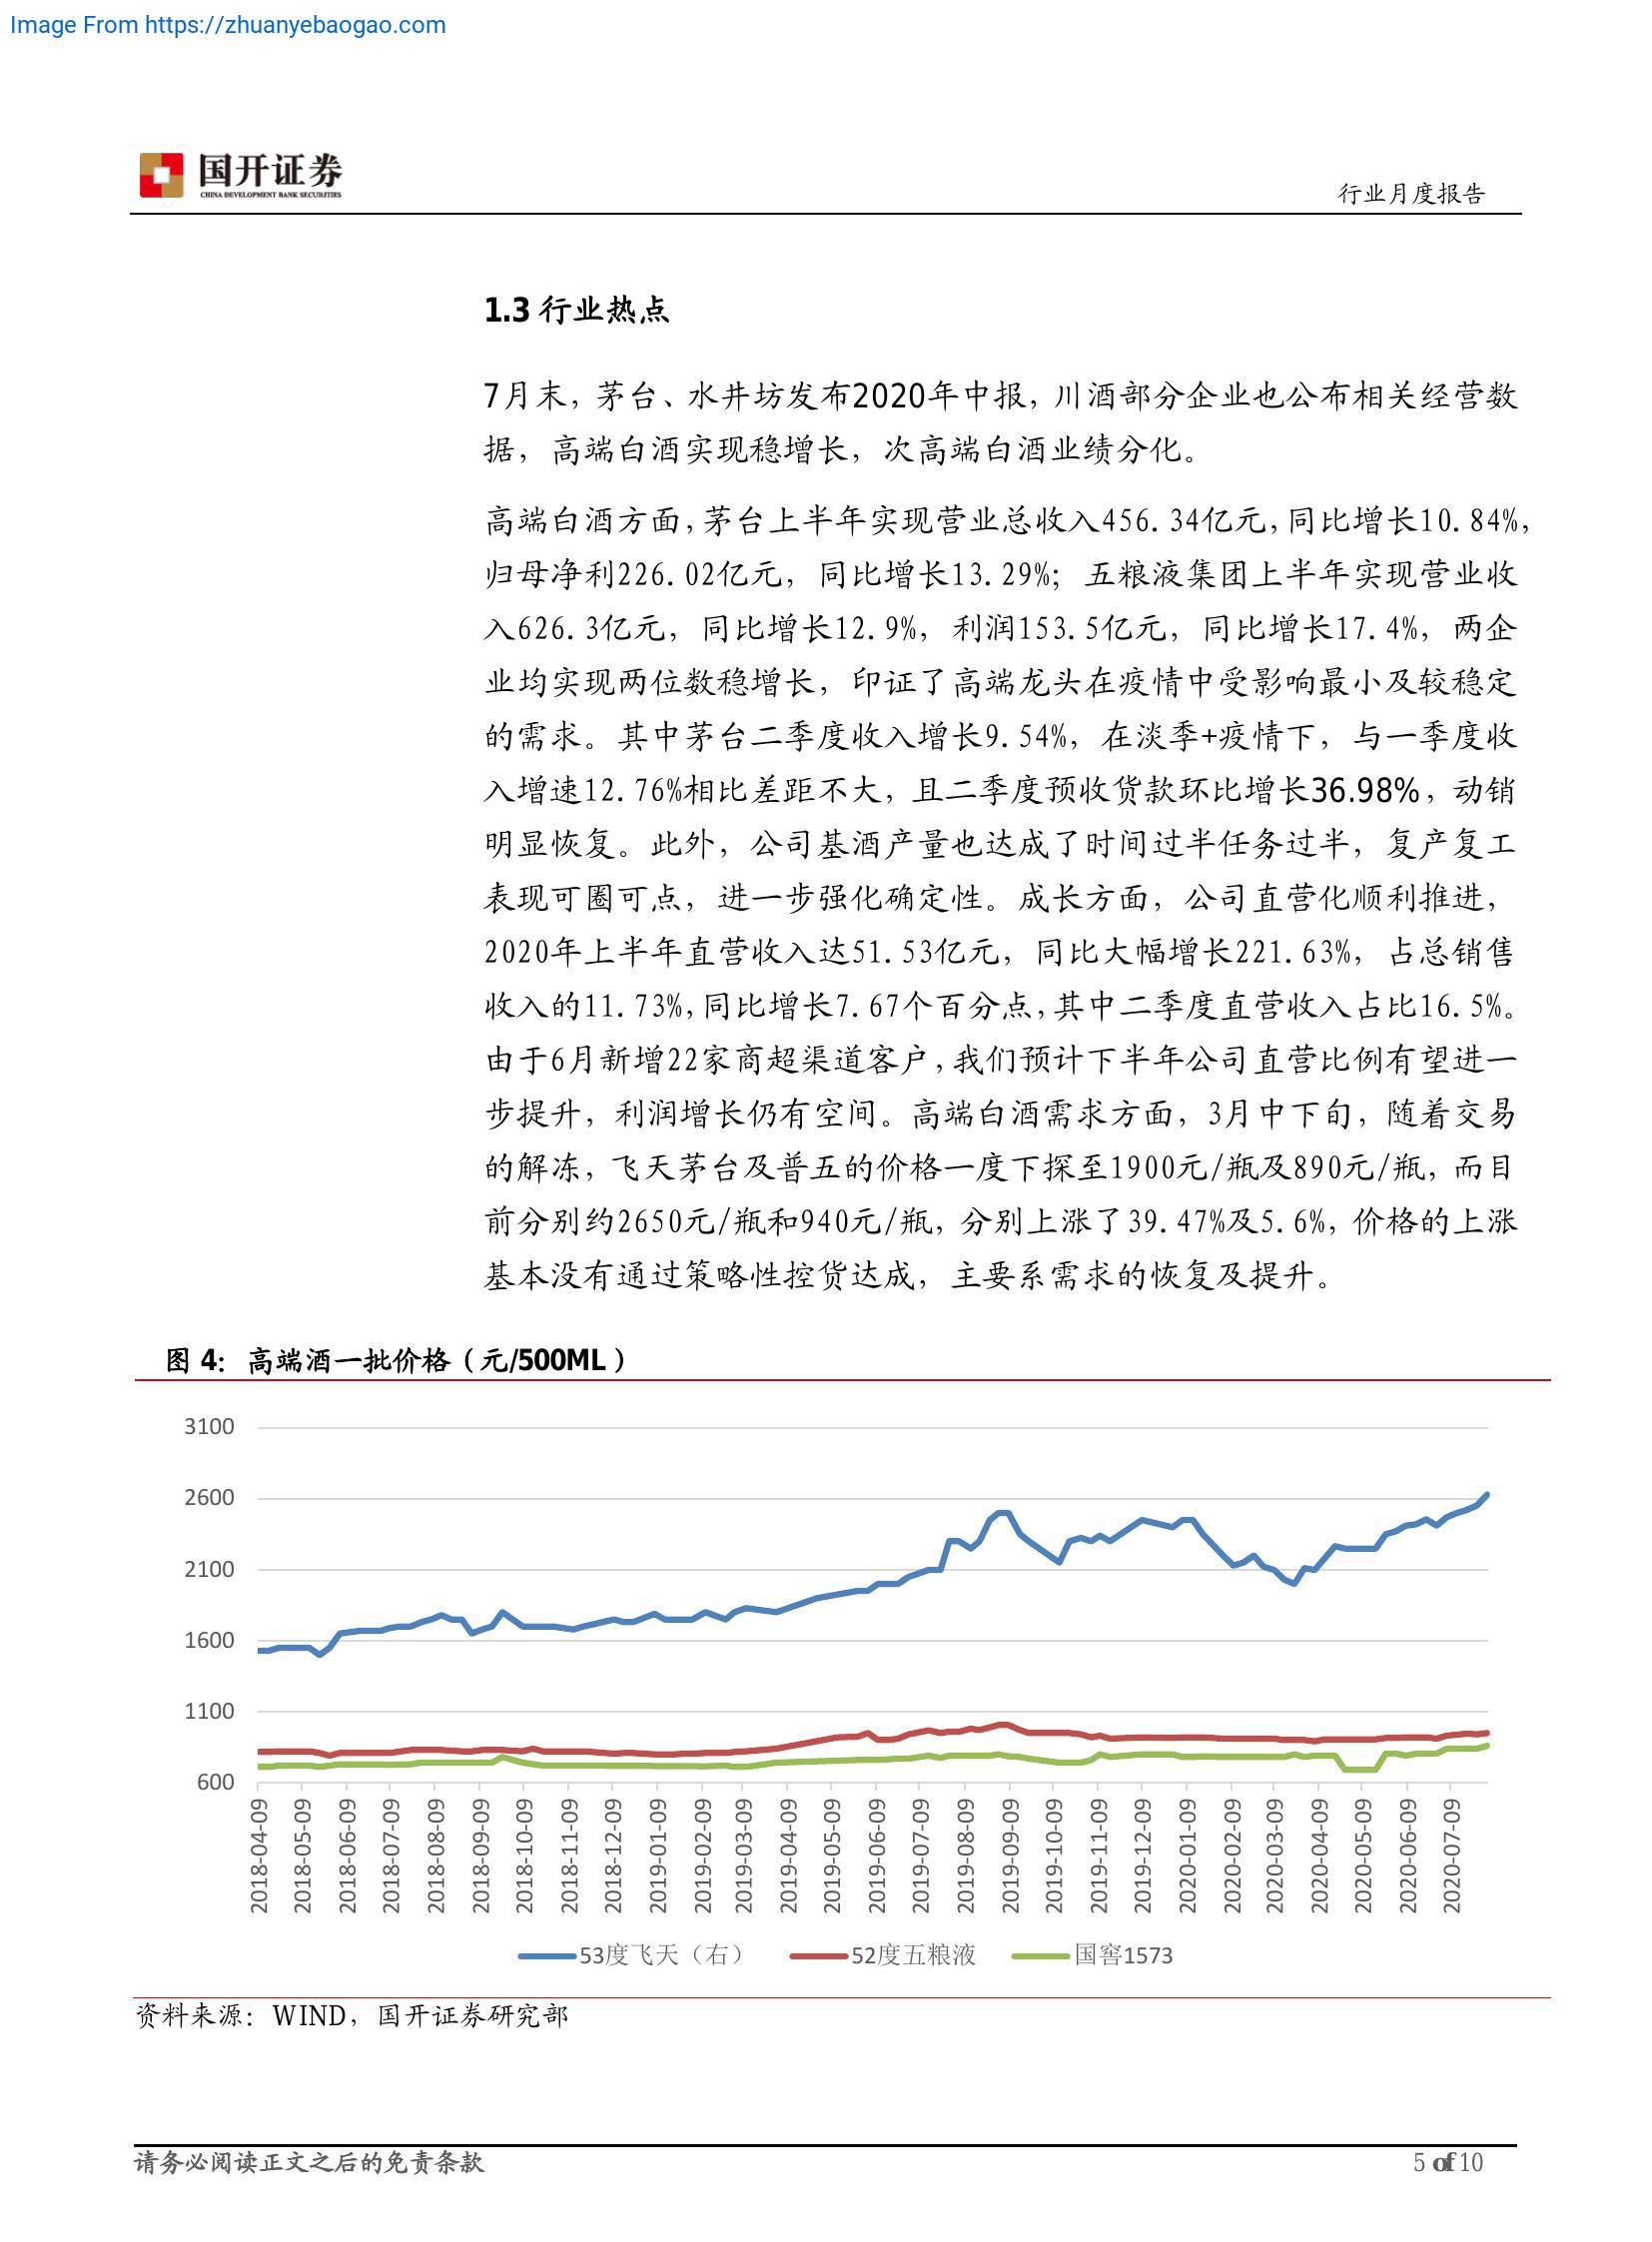 Image From https://zhuanyebaogao.com
国开证券
CHINA DEVELOPMENT BANK SECURITIES
行业月度报告
1.3 行业热点
7月末，茅台、水井坊发布2020年中报，川酒部分企业也公布相关经营数
据，高端白酒实现稳增长，次高端白酒业绩分化。
高端白酒方面，茅台上半年实现营业总收入456.34亿元，同比增长10.84%，
归母净利226.02亿元，同比增长13.29%；五粮液集团上半年实现营业收
入626.3亿元，同比增长12.9%，利润153.5亿元，同比增长17.4%，两企
业均实现两位数稳增长，印证了高端龙头在疫情中受影响最小及较稳定
的需求。其中茅台二季度收入增长9.54%，在淡季+疫情下，与一季度收
入增速12.76%相比差距不大，且二季度预收货款环比增长36.98%，动销
明显恢复。此外，公司基酒产量也达成了时间过半任务过半，复产复工
表现可圈可点，进一步强化确定性。成长方面，公司直营化顺利推进，
2020年上半年直营收入达51.53亿元，同比大幅增长221.63%，占总销售
收入的11.73%，同比增长7.67个百分点，其中二季度直营收入占比16.5%。
由于6月新增22家商超渠道客户，我们预计下半年公司直营比例有望进一
步提升，利润增长仍有空间。高端白酒需求方面，3月中下旬，随着交易
的解冻，飞天茅台及普五的价格一度下探至1900元/瓶及890元/瓶，而目
前分别约2650元/瓶和940元/瓶，分别上涨了39.47%及5.6%，价格的上涨
基本没有通过策略性控货达成，主要系需求的恢复及提升。
图 4：高端酒一批价格（元/500ML）
3100
2600
2100
1600
1100
600
2018-04-09
2018-05-09
2018-06-09
2018-07-09
2018-08-09
2018-09-09
2018-10-09
2018-11-09
2018-12-09
2019-01-09
2019-02-09
2019-03-09
2019-04-09
2019-05-09
2019-06-09
2019-07-09
2019-08-09
2019-09-09
2019-10-09
2019-11-09
2019-12-09
2020-01-09
2020-02-09
2020-03-09
2020-04-09
2020-05-09
2020-06-09
2020-07-09
53度飞天（右） 52度五粮液 国窖1573
资料来源：WIND，国开证券研究部
请务必阅读正文之后的免责条款
5 of 10